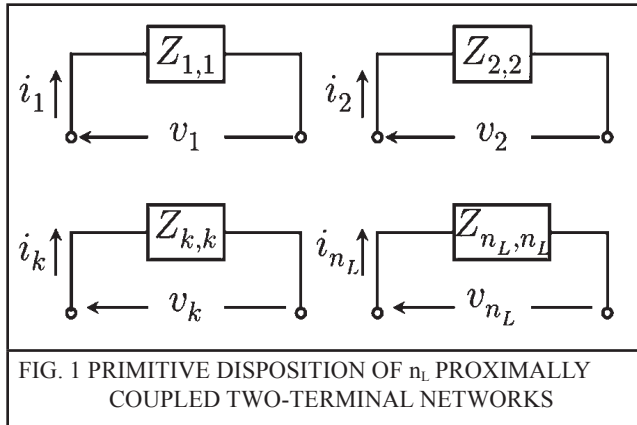 Z1,1 Z2,2
i1 i2
v1 v2
Zk,k ZnL,nL
ik inL
vk vnL
FIG. 1 PRIMITIVE DISPOSITION OF nL PROXIMALLY
COUPLED TWO-TERMINAL NETWORKS